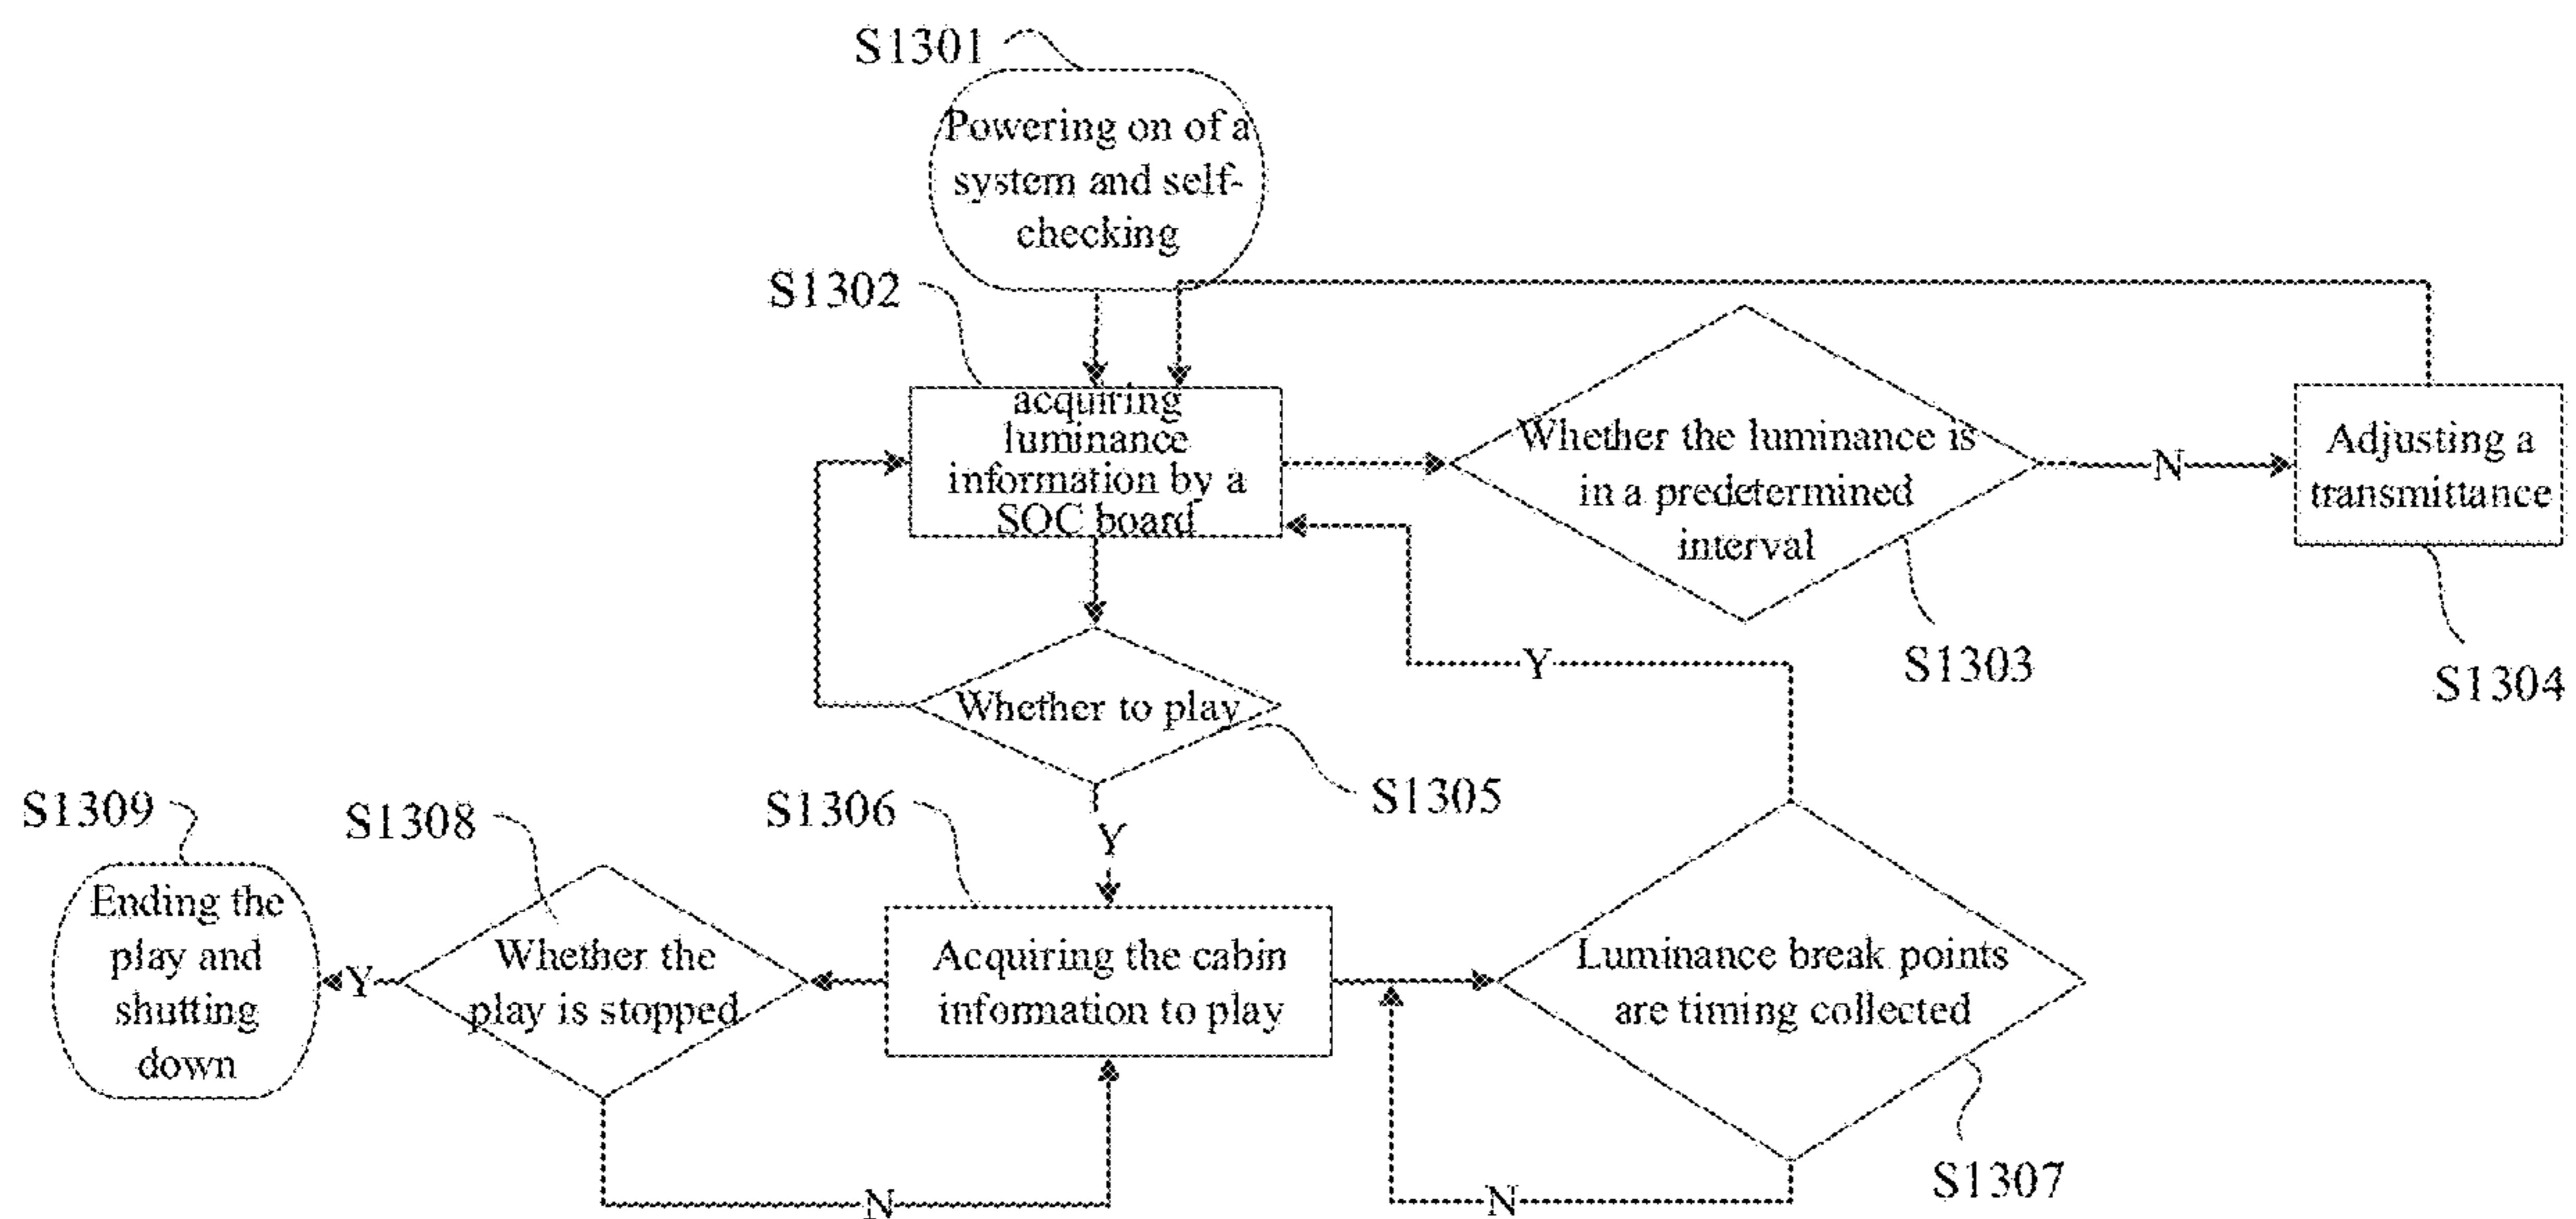 S1301
Powering on of a
system and self-
checking
S1302
acquiring
luminance
information by a
SOC board
Whether the luminance is
in a predetermined
interval
N
Adjusting a
transmittance
S1303
S1304
Y
Whether to play
S1305
Y
S1309
S1308
S1306
Ending the
play and
shutting
down
Y
Whether the
play is stopped
Acquiring the cabin
information to play
Luminance break points
are timing collected
S1307
N
N